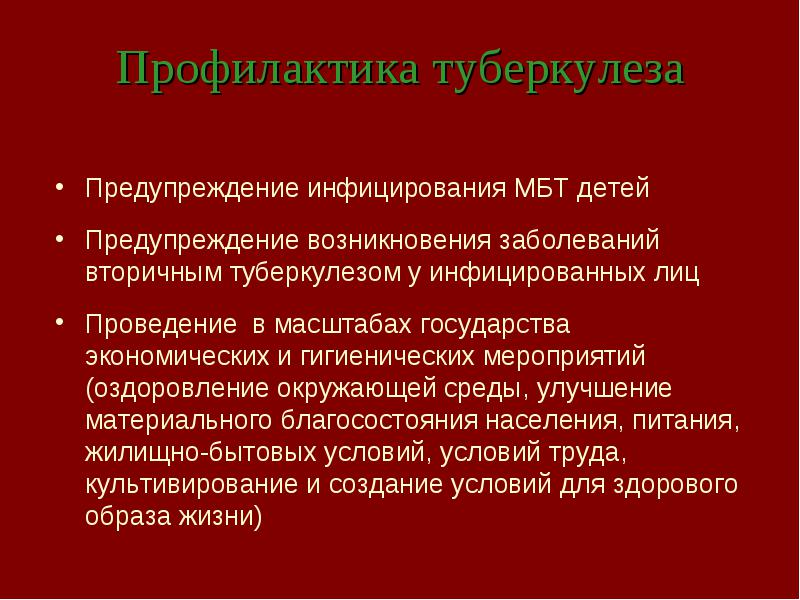 Профилактика туберкулеза
• Предупреждение инфицирования МБТ детей
• Предупреждение возникновения заболеваний
вторичным туберкулезом у инфицированных лиц
• Проведение  в масштабах государства
экономических и гигиенических мероприятий
(оздоровление окружающей среды, улучшение
материального благосостояния населения, питания,
жилищно-бытовых условий, условий труда,
культивирование и создание условий для здорового
образа жизни)